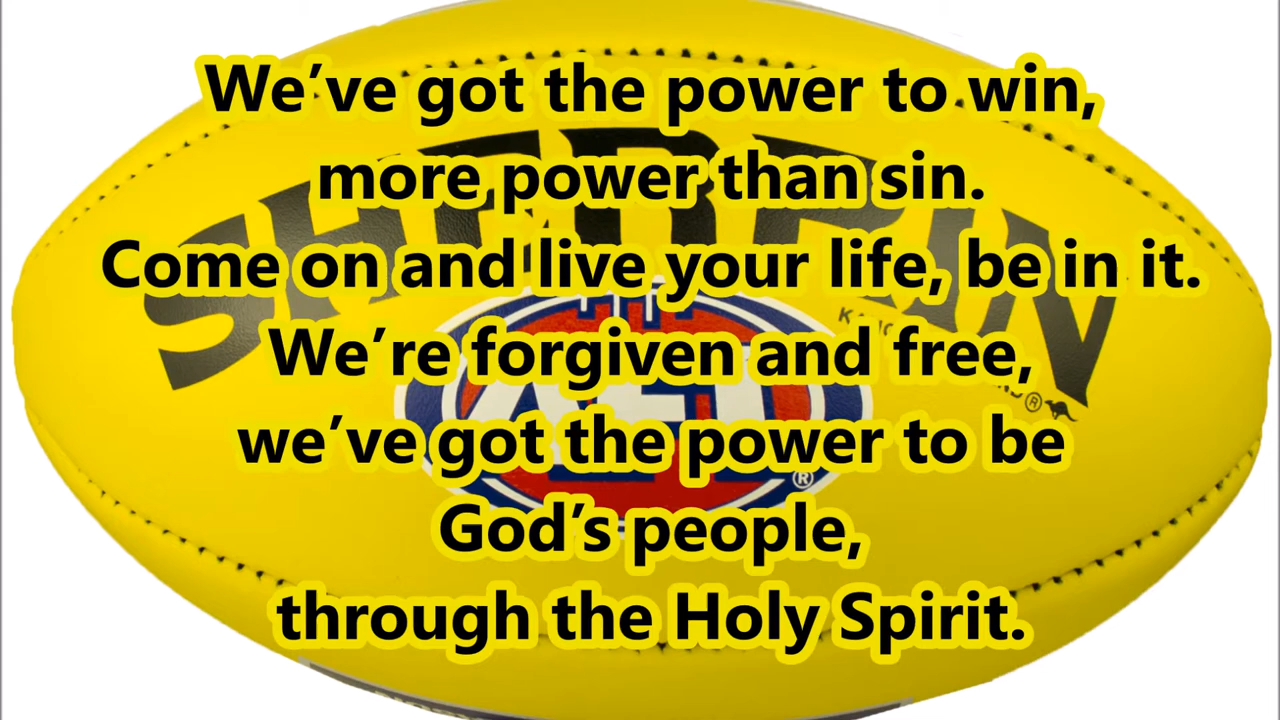 We’ve got the power to win,
more power than sin.
Come on and live your life, be in it.
We’re forgiven and free,
we’ve got the power to be
God’s people,
through the Holy Spirit.
SHERRIN
AFL
®
®